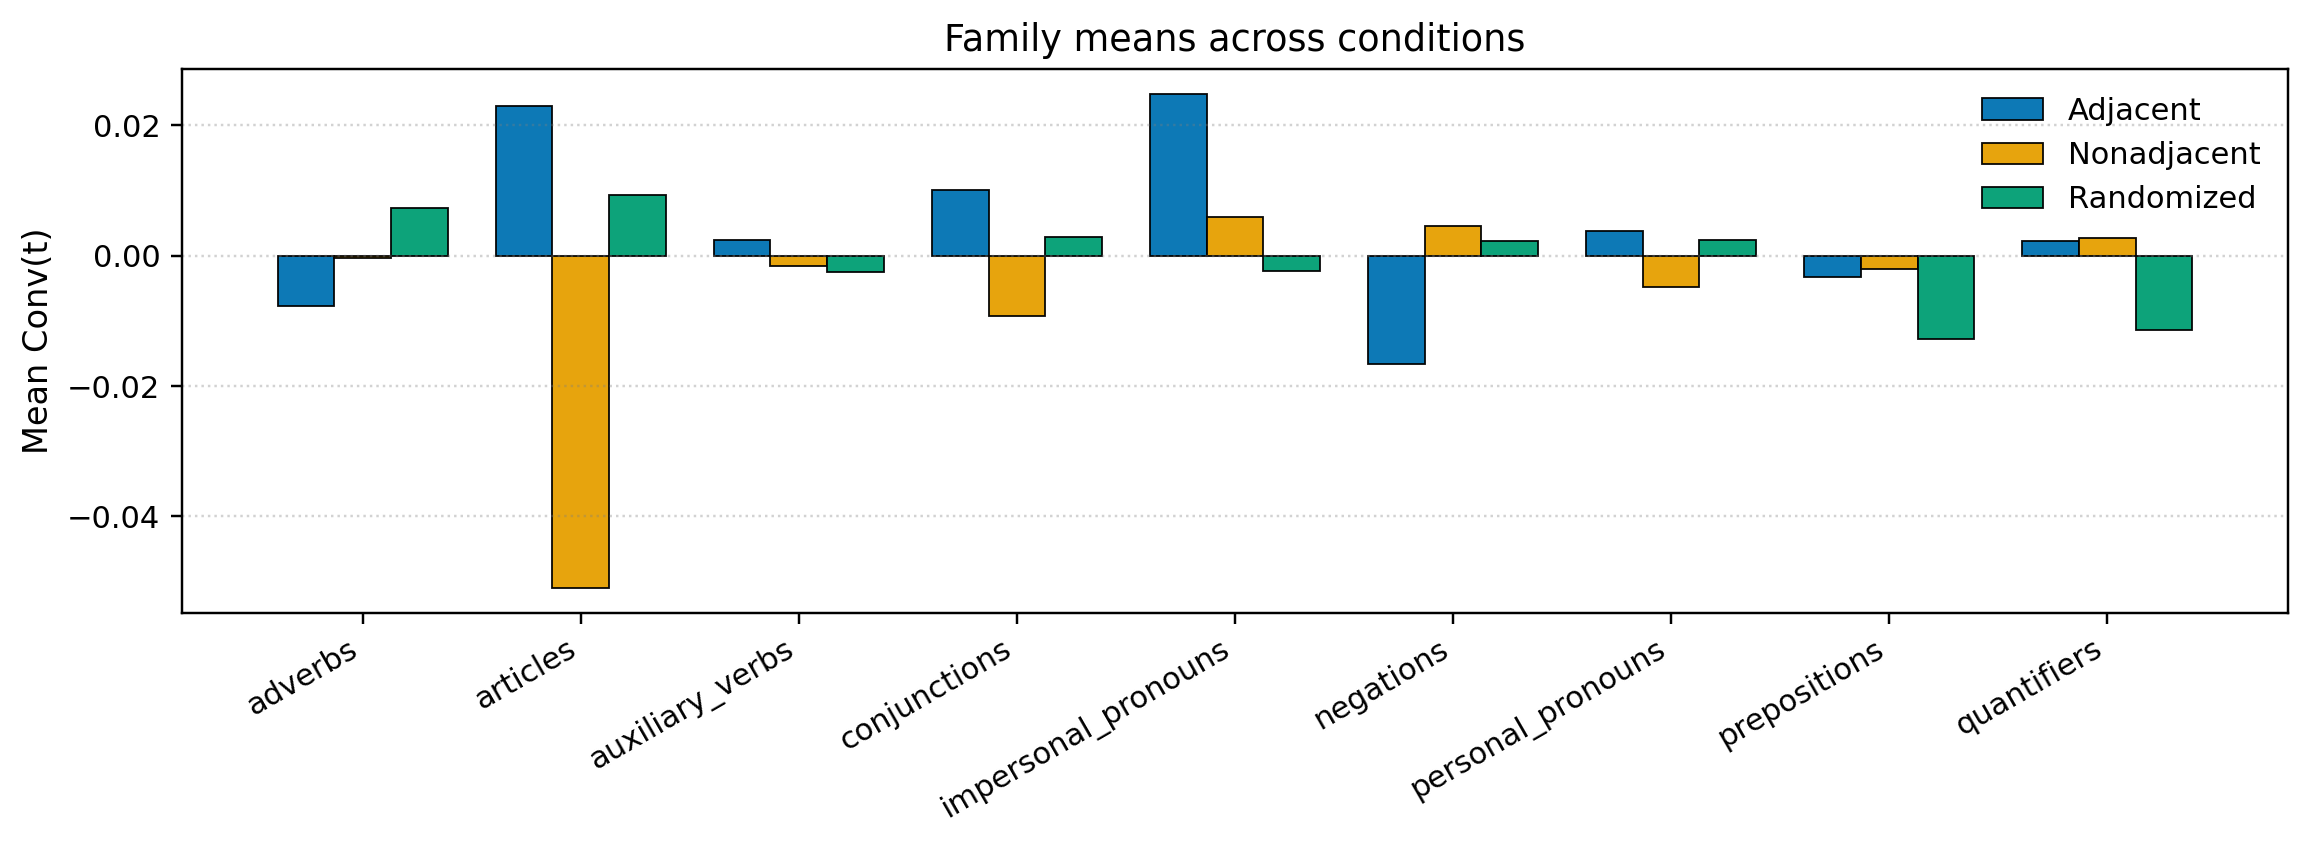 Family means across conditions
Mean Conv(t)
0.02
0.00
−0.02
−0.04
Adjacent
Nonadjacent
Randomized
adverbs
articles
auxiliary_verbs
conjunctions
impersonal_pronouns
negations
personal_pronouns
prepositions
quantifiers